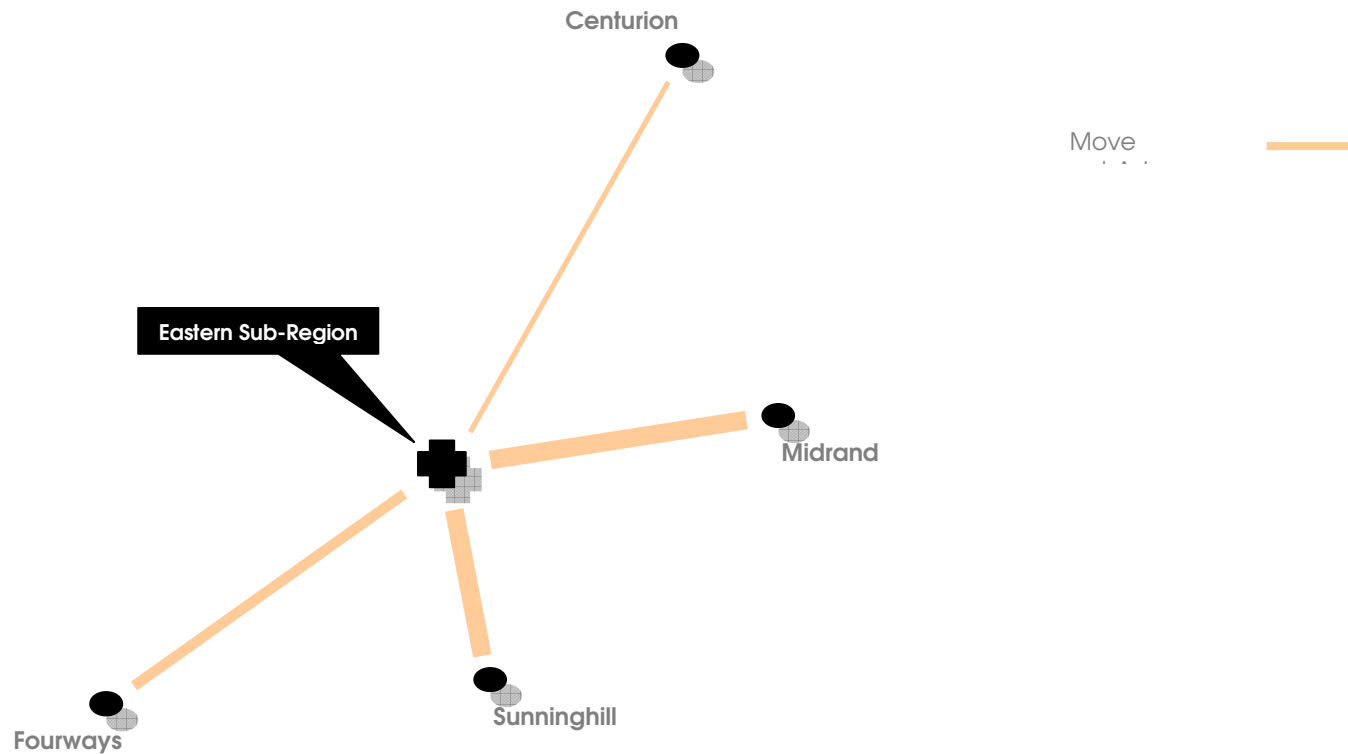 Centurion
Move
Eastern Sub-Region
Midrand
Sunninghill
Fourways